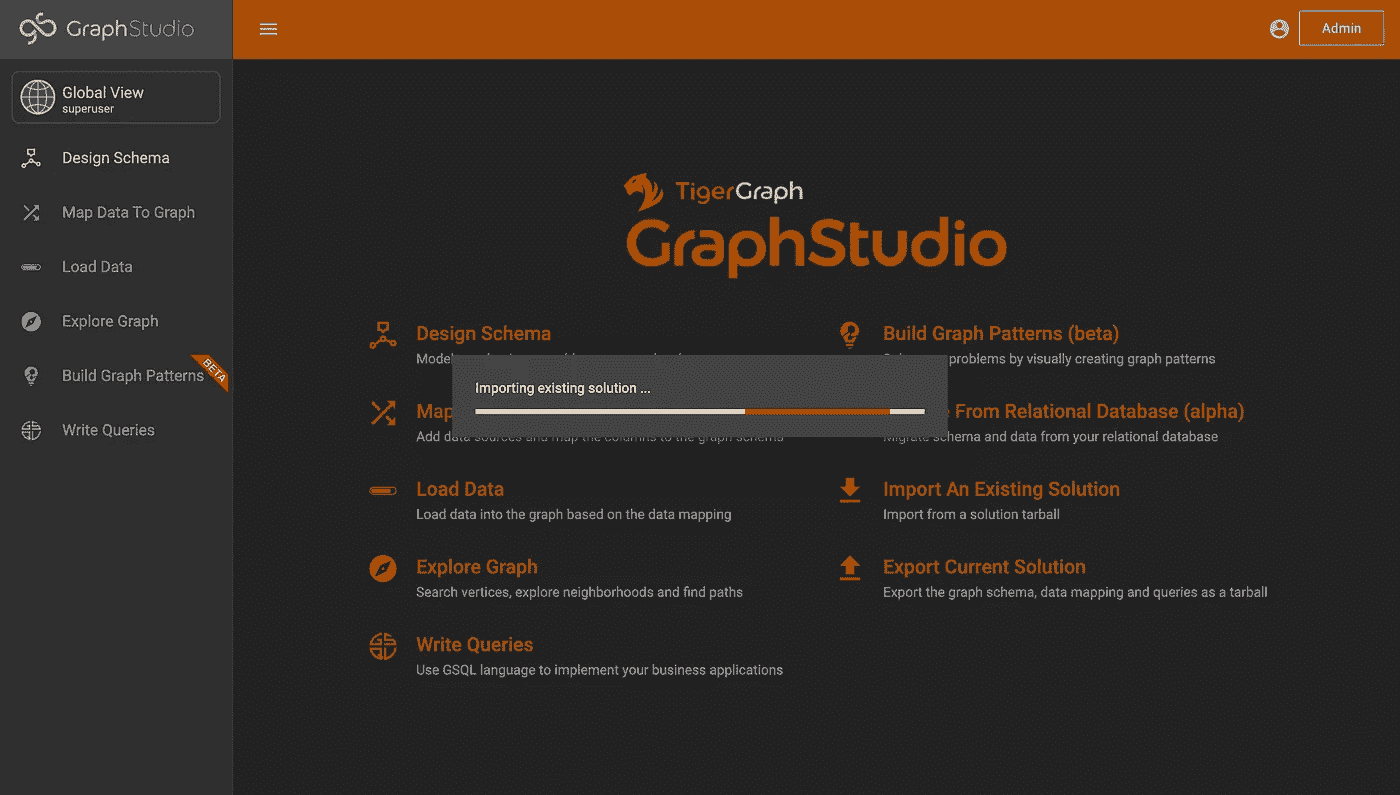 GraphStudio
Admin
Global View
superuser
Design Schema
Map Data To Graph
Load Data
Explore Graph
Build Graph Patterns
BETA
Write Queries
TigerGraph
GraphStudio
Design Schema
Build Graph Patterns (beta)
problems by visually creating graph patterns
Importing existing solution ...
Map
From Relational Database (alpha)
Add data sources and map the columns to the graph schema
Migrate schema and data from your relational database
Load Data
Load data into the graph based on the data mapping
Import An Existing Solution
Import from a solution tarball
Explore Graph
Search vertices, explore neighborhoods and find paths
Export Current Solution
Export the graph schema, data mapping and queries as a tarball
Write Queries
Use GSQL language to implement your business applications